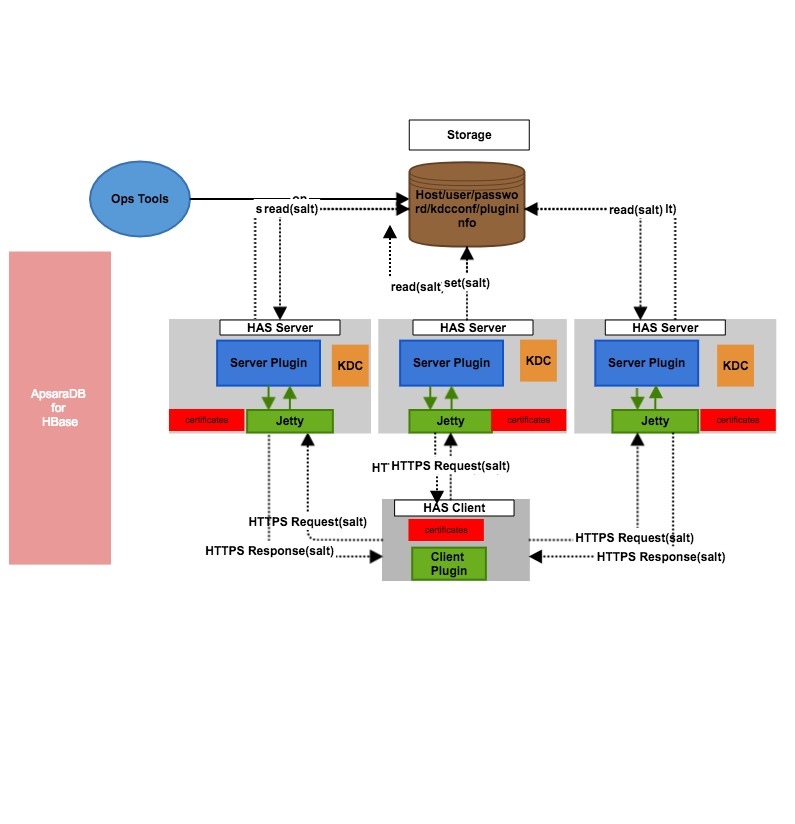 Storage
Ops Tools
Host/user/passwo
rd/kdcconf/plugini
nfo
read(salt)
read(salt)
read(salt
set(salt)
HAS Server
HAS Server
HAS Server
Server Plugin
KDC
Server Plugin
KDC
Server Plugin
KDC
certificates
Jetty
Jetty
certificates
Jetty
certificates
ApsaraDB
for
HBase
HTTPS Request(salt)
HAS Client
certificates
Client
Plugin
HTTPS Request(salt)
HTTPS Response(salt)
HTTPS Request(salt)
HTTPS Response(salt)